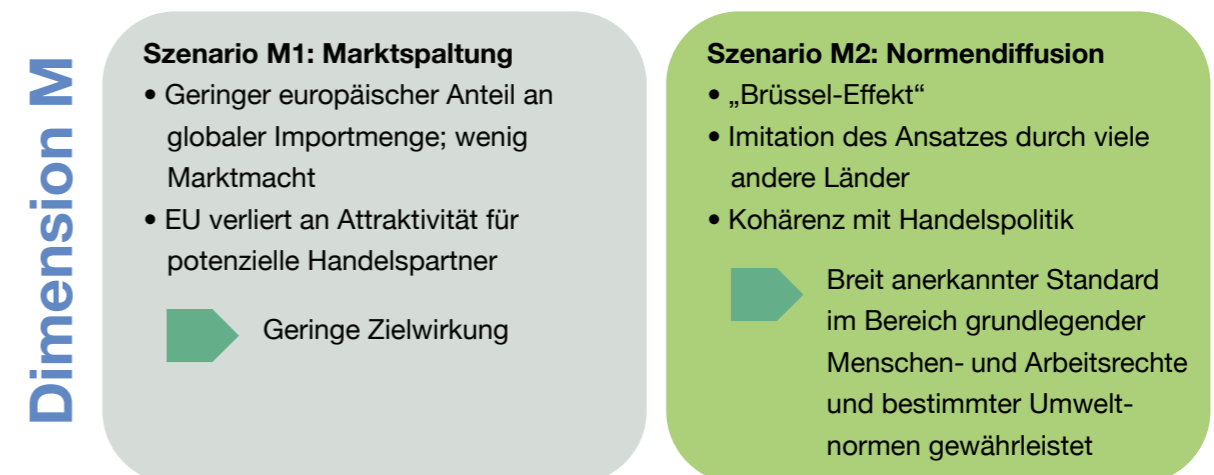 Dimension M
Szenario M1: Marktspaltung
• Geringer europäischer Anteil an
globaler Importmenge; wenig
Marktmacht
• EU verliert an Attraktivität für
potenzielle Handelspartner
Geringe Zielwirkung
Szenario M2: Normendiffusion
• „Brüssel-Effekt“
• Imitation des Ansatzes durch viele
andere Länder
• Kohärenz mit Handelspolitik
Breit anerkannter Standard
im Bereich grundlegender
Menschen- und Arbeitsrechte
und bestimmter Umwelt-
normen gewährleistet